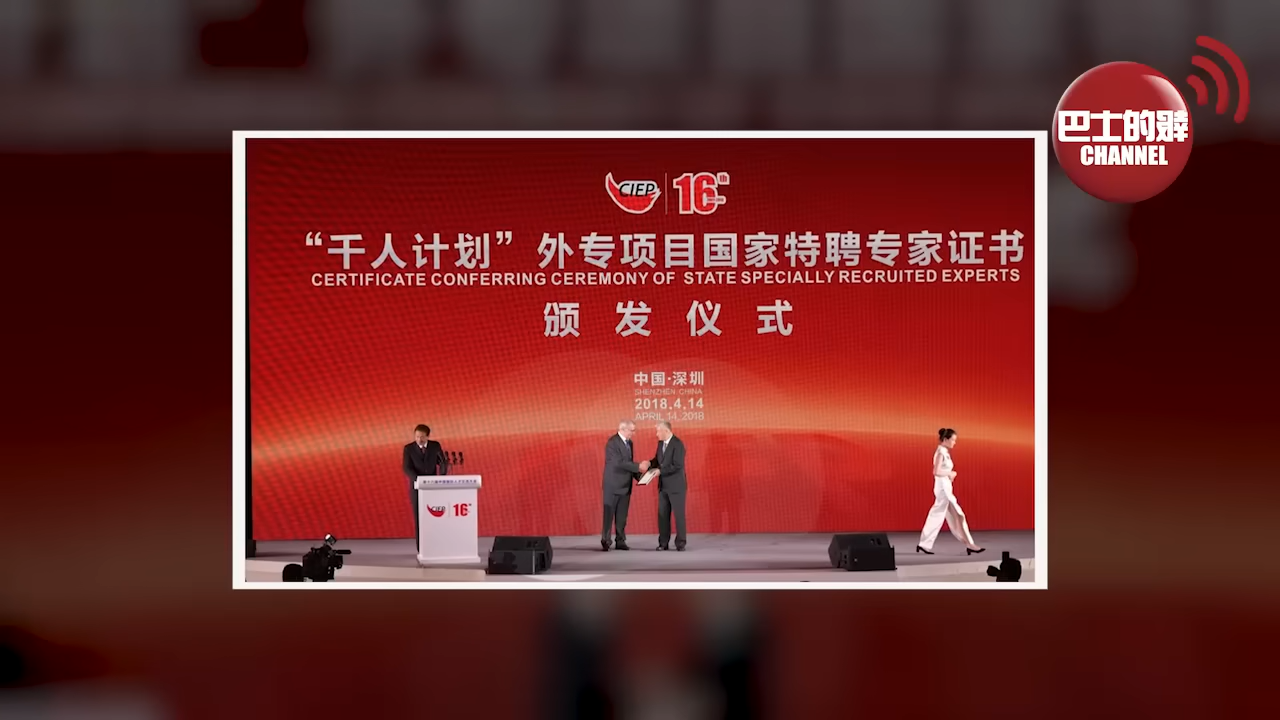 巴士的報
CHANNEL
CIEP 16th
“千人计划”外专项目国家特聘专家证书
CERTIFICATE CONFERRING CEREMONY OF STATE SPECIALLY RECRUITED EXPERTS
颁发仪式
中国·深圳
SHENZHEN CHINA
2018.4.14
APRIL 14, 2018
CIEP 16th